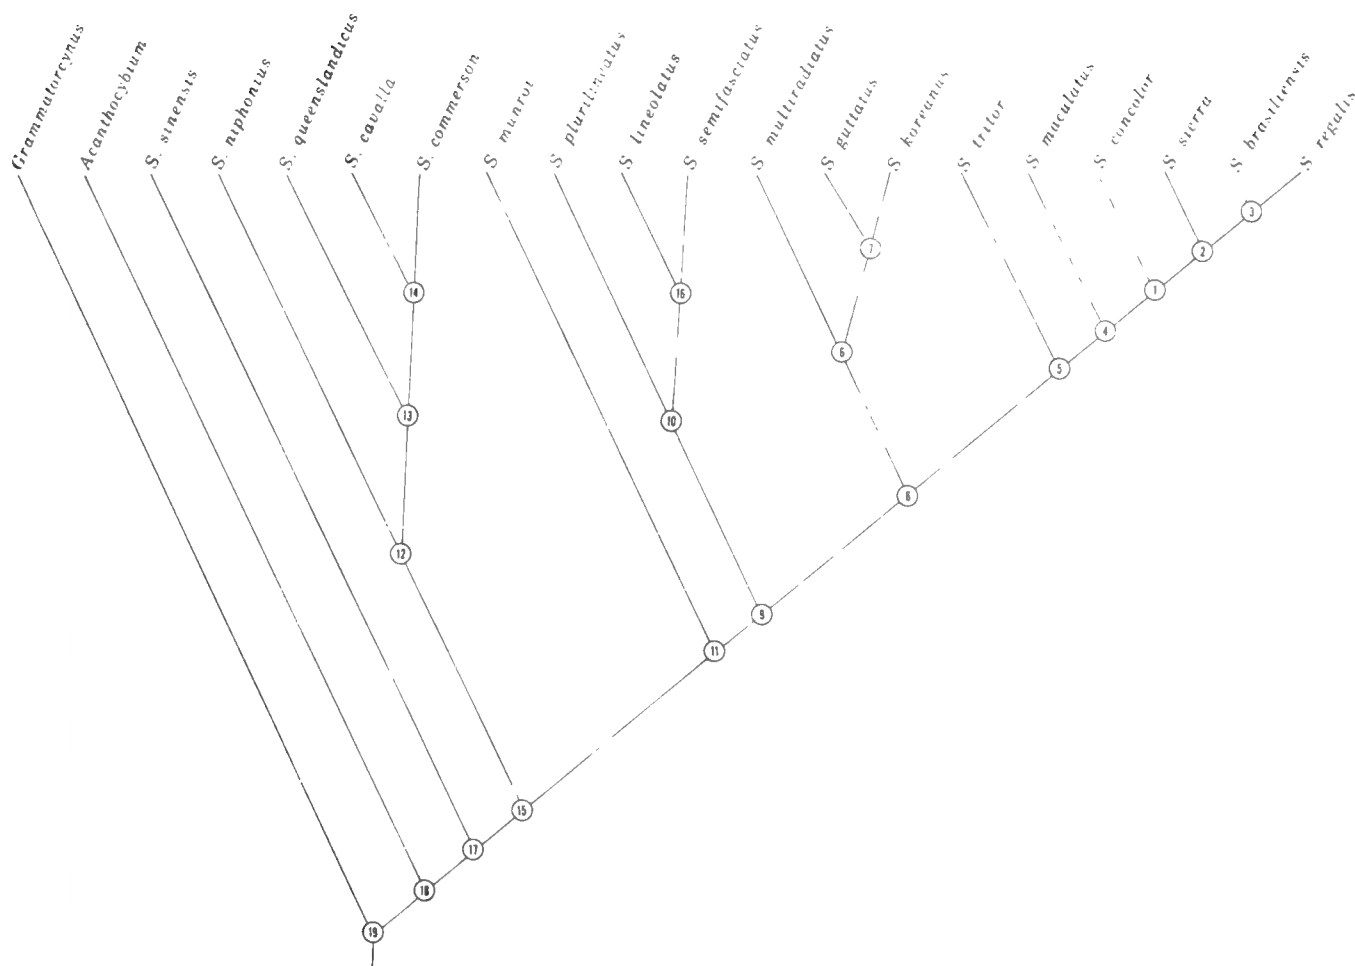 Grammatorcynus
Acanthocybium
S. sinensis
S. niphonius
S. queenslandicus
S. cavalla
S. commerson
S munroi
S plurilineatus
S lineolatus
S semifasciatus
S multiradiatus
S guttatus
S koreanus
S tritor
S maculatus
S concolor
S sierra
S brasiliensis
S regalis
3
2
7
1
14
16
4
6
5
13
10
8
12
9
11
15
17
18
19